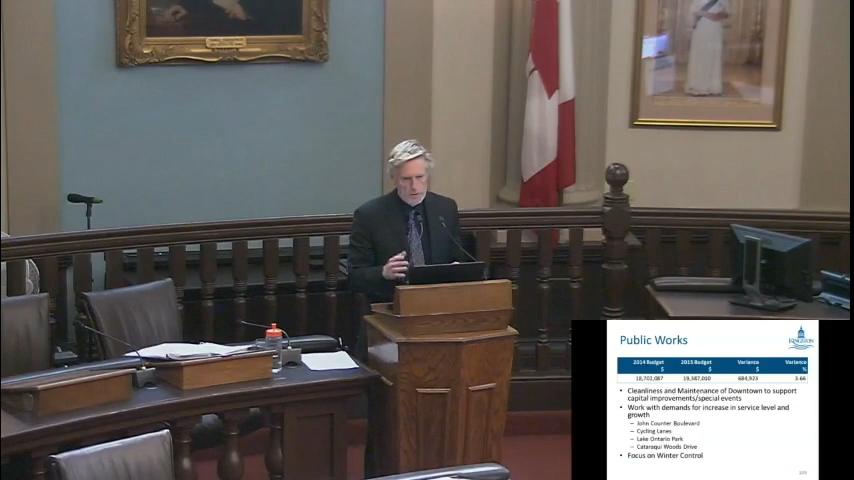 Public Works
KINGSTON
2014 Budget 2015 Budget Variance Variance
$ $ $ %
18,702,087 19,387,010 684,923 3.66
• Cleanliness and Maintenance of Downtown to support
capital improvements/special events
• Work with demands for increase in service level and
growth
– John Counter Boulevard
– Cycling Lanes
– Lake Ontario Park
– Cataraqui Woods Drive
• Focus on Winter Control